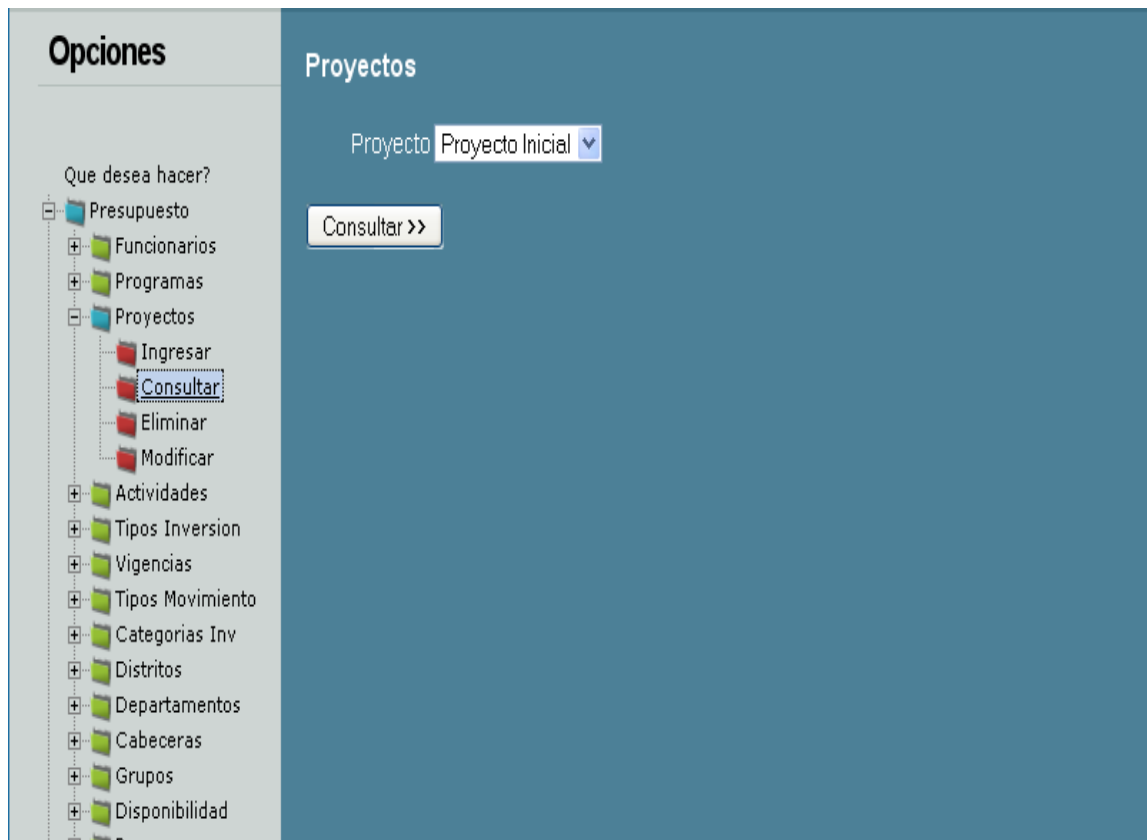 Opciones
Que desea hacer?
Presupuesto
Funcionarios
Programas
Proyectos
Ingresar
Consultar
Eliminar
Modificar
Actividades
Tipos Inversion
Vigencias
Tipos Movimiento
Categorias Inv
Distritos
Departamentos
Cabeceras
Grupos
Disponibilidad
Proyectos
Proyecto Proyecto Inicial
Consultar >>